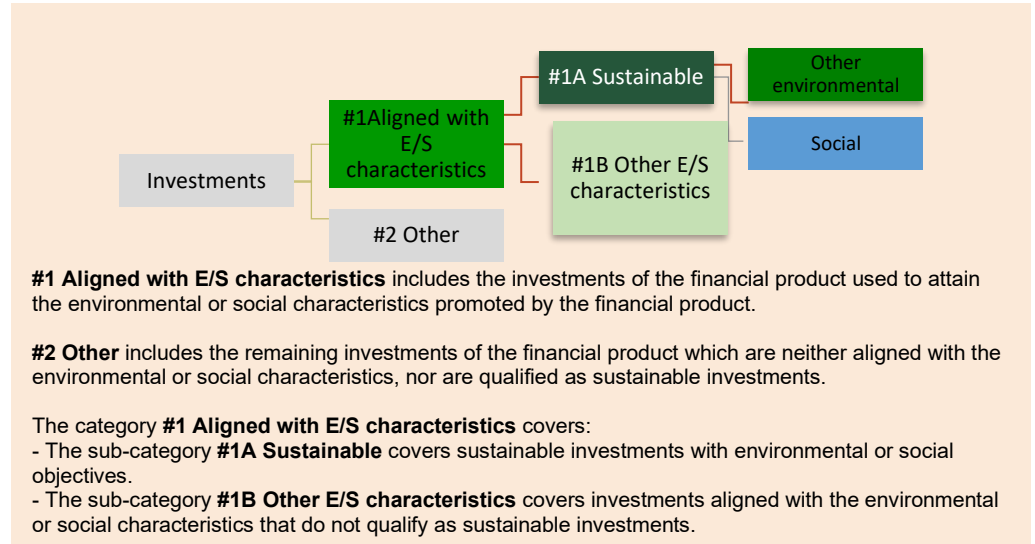 #1A Sustainable
Other
environmental
#1Aligned with
E/S
characteristics
Social
#1B Other E/S
characteristics
Investments
#2 Other
#1 Aligned with E/S characteristics includes the investments of the financial product used to attain
the environmental or social characteristics promoted by the financial product.
#2 Other includes the remaining investments of the financial product which are neither aligned with the
environmental or social characteristics, nor are qualified as sustainable investments.
The category #1 Aligned with E/S characteristics covers:
- The sub-category #1A Sustainable covers sustainable investments with environmental or social
objectives.
- The sub-category #1B Other E/S characteristics covers investments aligned with the environmental
or social characteristics that do not qualify as sustainable investments.